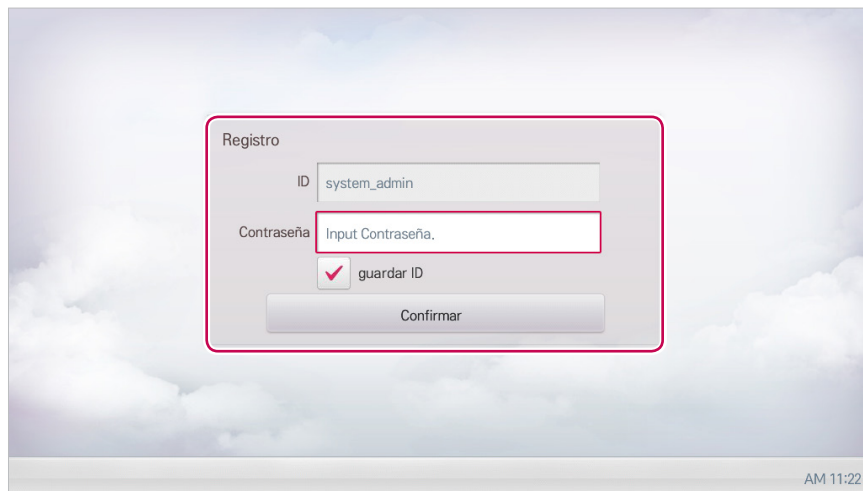 Registro
ID system_admin
Contraseña Input Contraseña.
guardar ID
Confirmar
AM 11:22